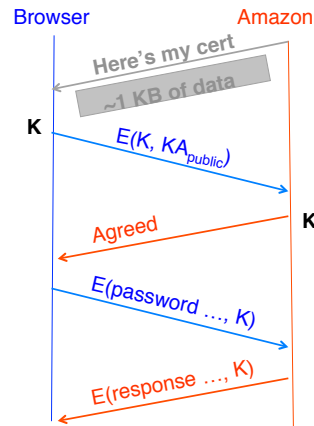 Browser
Amazon
Here's my cert
~1 KB of data
K
E(K, KApublic)
K
Agreed
E(password …, K)
E(response …, K)